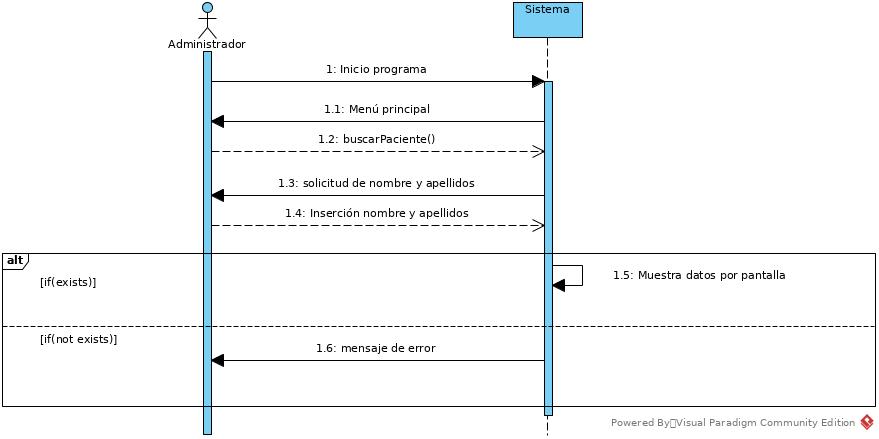 Sistema
Administrador
1: Inicio programa
1.1: Menú principal
1.2: buscarPaciente()
1.3: solicitud de nombre y apellidos
1.4: Inserción nombre y apellidos
alt
[if(exists)]
1.5: Muestra datos por pantalla
[if(not exists)]
1.6: mensaje de error
Powered By Visual Paradigm Community Edition